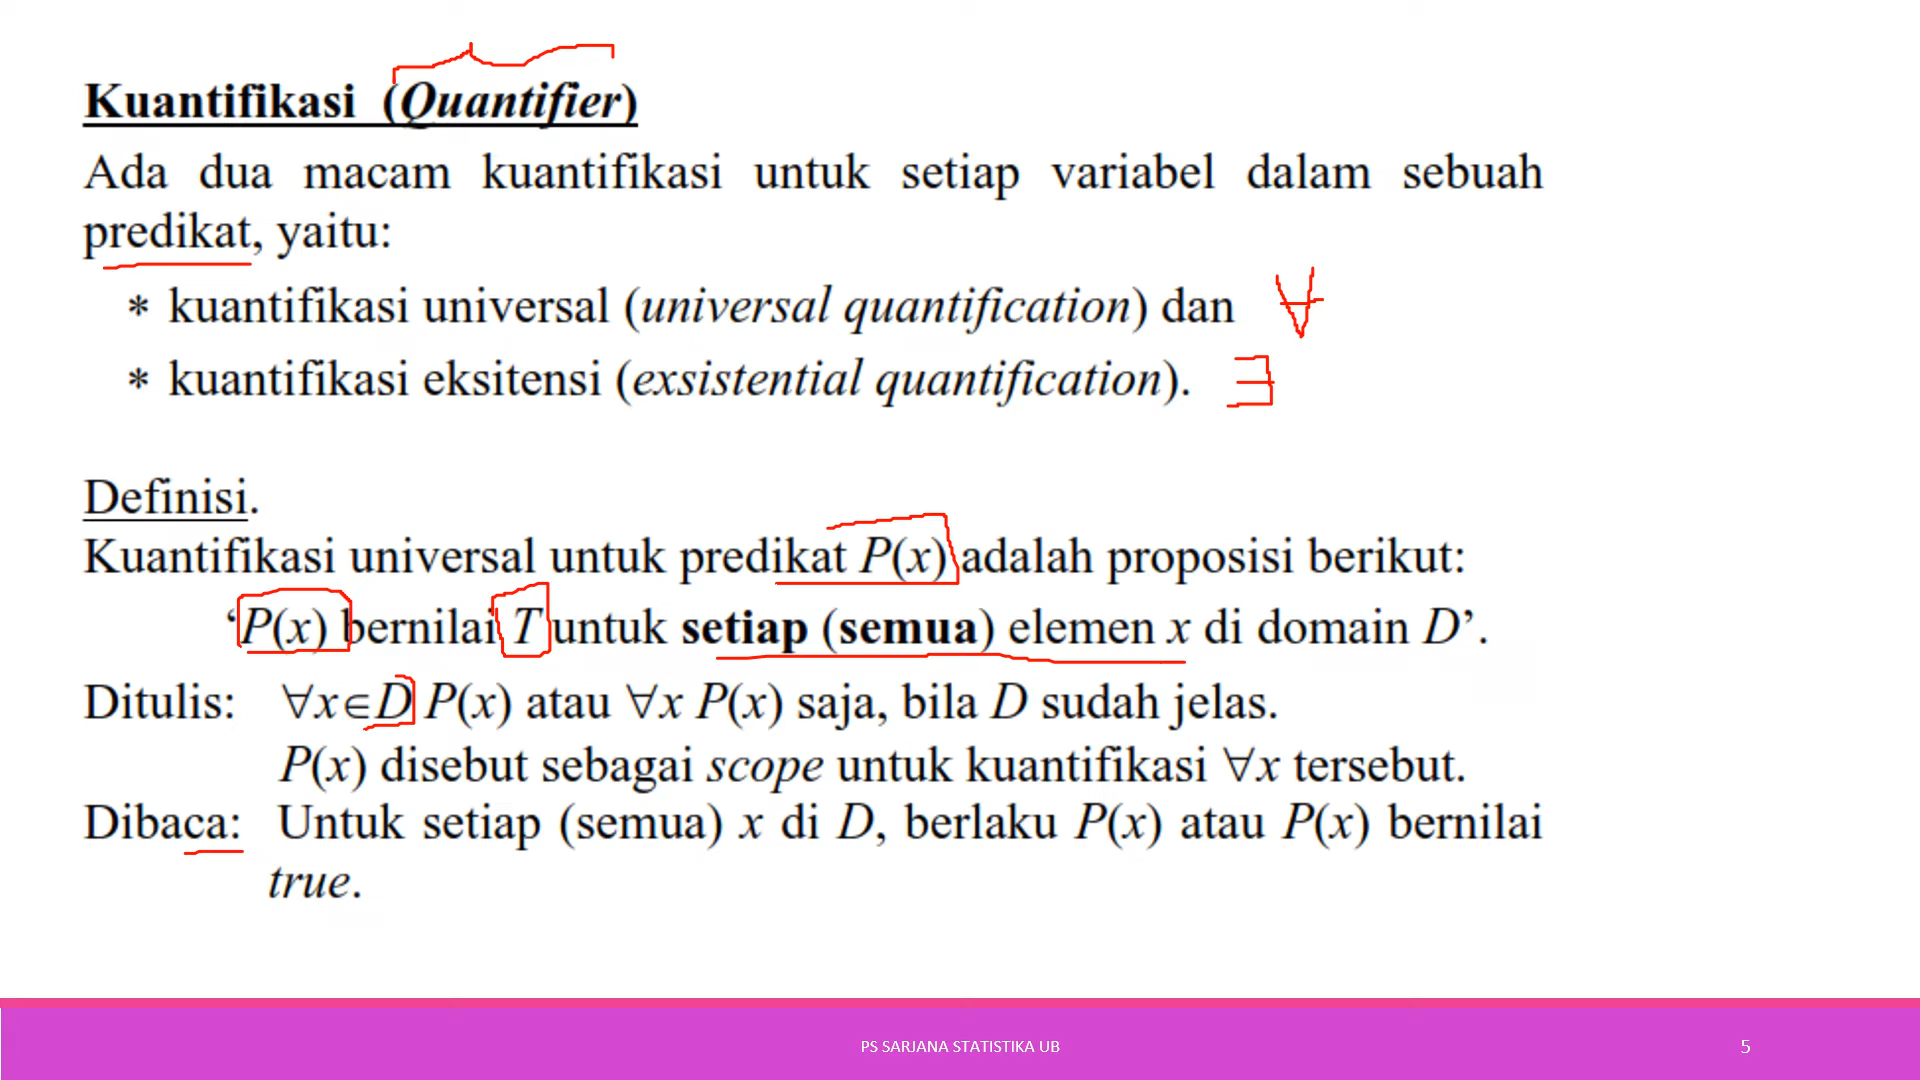 Kuantifikasi (Quantifier)
Ada dua macam kuantifikasi untuk setiap variabel dalam sebuah
predikat, yaitu:
* kuantifikasi universal (universal quantification) dan ∀
* kuantifikasi eksitensi (exsistential quantification). ∃
Definisi.
Kuantifikasi universal untuk predikat P(x) adalah proposisi berikut:
‘P(x) bernilai T untuk setiap (semua) elemen x di domain D’.
Ditulis: ∀x∈D P(x) atau ∀x P(x) saja, bila D sudah jelas.
P(x) disebut sebagai scope untuk kuantifikasi ∀x tersebut.
Dibaca: Untuk setiap (semua) x di D, berlaku P(x) atau P(x) bernilai
true.
PS SARJANA STATISTIKA UB 5